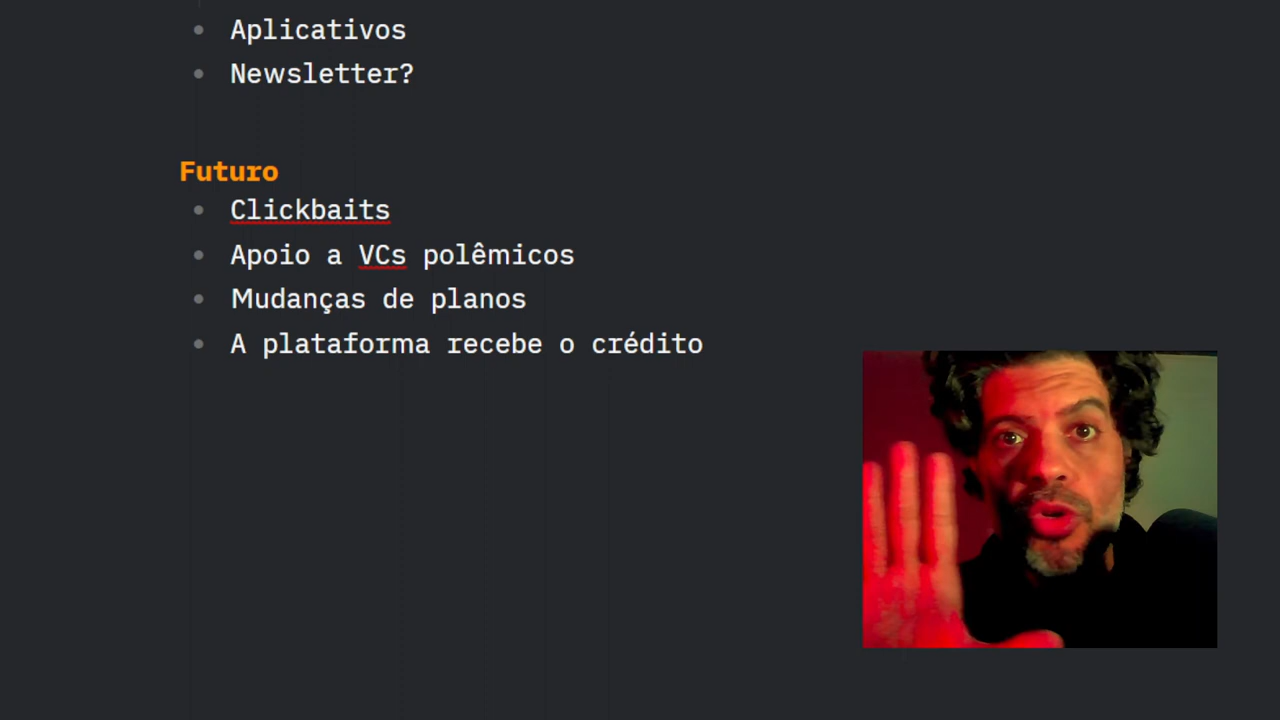 Aplicativos
Newsletter?
Futuro
Clickbaits
Apoio a VCs polêmicos
Mudanças de planos
A plataforma recebe o crédito